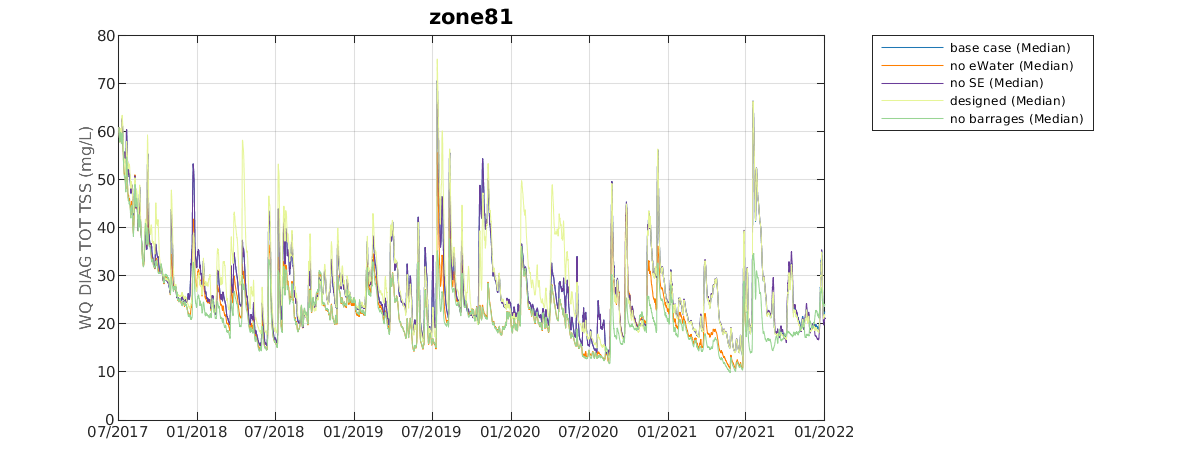 zone81
80
70
60
50
40
30
20
10
0
WQ DIAG TOT TSS (mg/L)
07/2017 01/2018 07/2018 01/2019 07/2019 01/2020 07/2020 01/2021 07/2021 01/2022
base case (Median)
no eWater (Median)
no SE (Median)
designed (Median)
no barrages (Median)